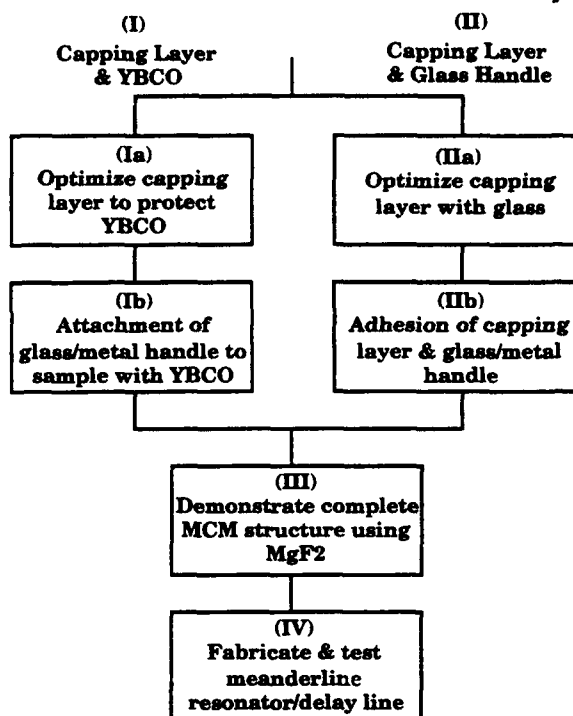 (I)
Capping Layer
& YBCO
(II)
Capping Layer
& Glass Handle
(Ia)
Optimize capping
layer to protect
YBCO
(IIa)
Optimize capping
layer with glass
(Ib)
Attachment of
glass/metal handle to
sample with YBCO
(IIb)
Adhesion of capping
layer & glass/metal
handle
(III)
Demonstrate complete
MCM structure using
MgF2
(IV)
Fabricate & test
meanderline
resonator/delay line